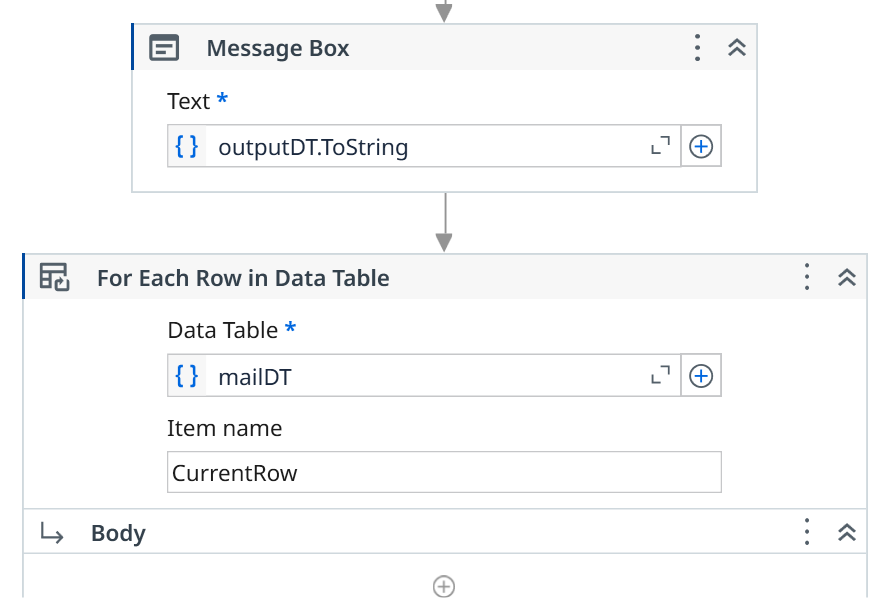 Message Box
Text *
{ } outputDT.ToString
For Each Row in Data Table
Data Table *
{ } mailDT
Item name
CurrentRow
Body